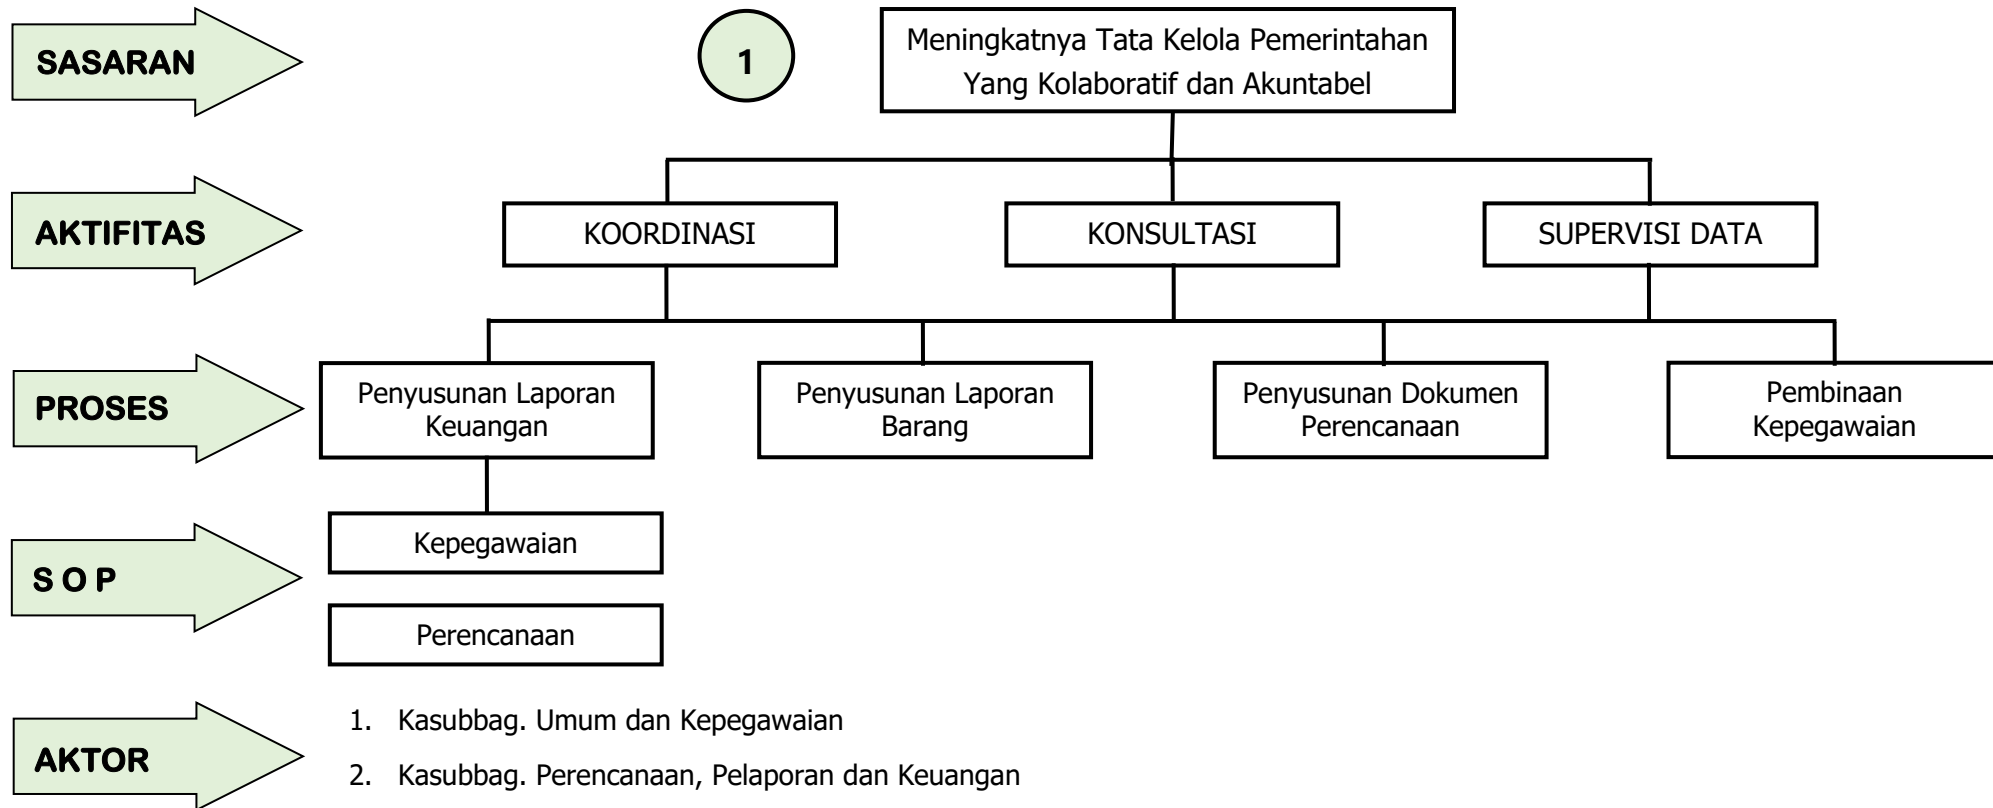 SASARAN
1
Meningkatnya Tata Kelola Pemerintahan
Yang Kolaboratif dan Akuntabel
AKTIFITAS
KOORDINASI
KONSULTASI
SUPERVISI DATA
PROSES
Penyusunan Laporan
Keuangan
Penyusunan Laporan
Barang
Penyusunan Dokumen
Perencanaan
Pembinaan
Kepegawaian
S O P
Kepegawaian
Perencanaan
AKTOR
1. Kasubbag. Umum dan Kepegawaian
2. Kasubbag. Perencanaan, Pelaporan dan Keuangan